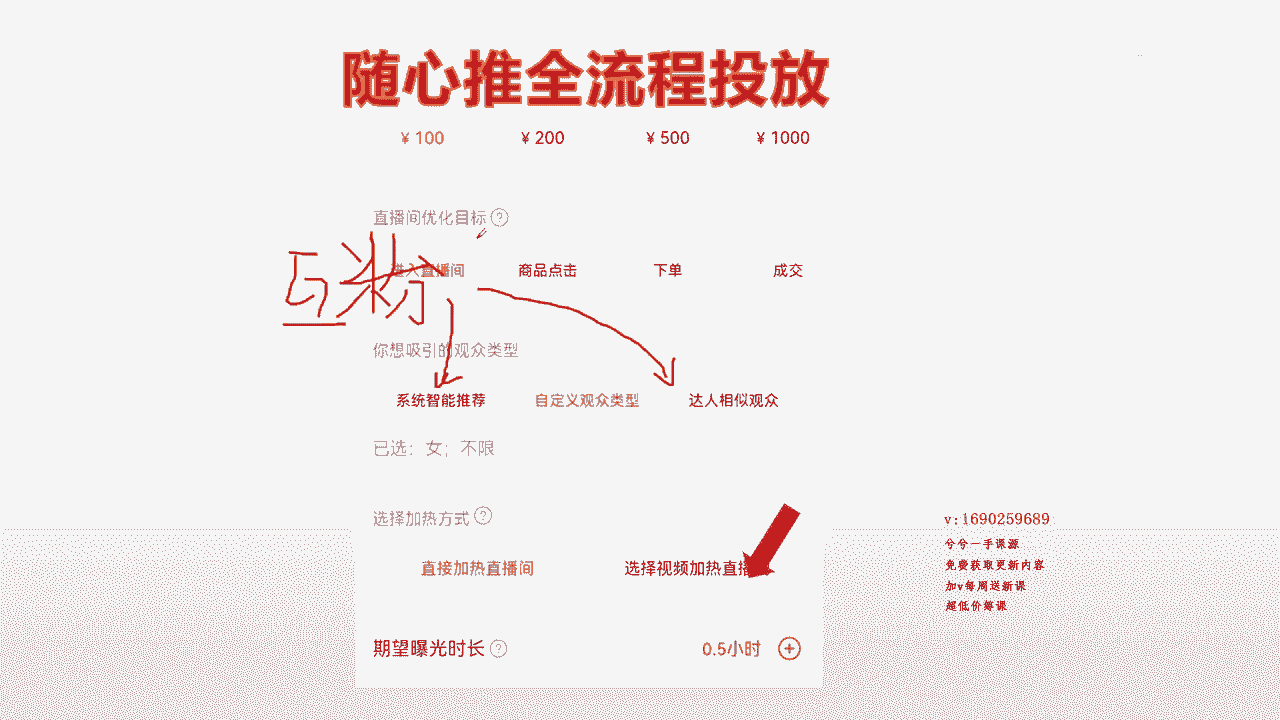 随心推全流程投放
¥ 100 ¥ 200 ¥ 500 ¥ 1000
直播间优化目标 ?
进入直播间 商品点击 下单 成交
互粉
你想吸引的观众类型
系统智能推荐 自定义观众类型 达人相似观众
已选：女；不限
选择加热方式 ?
直接加热直播间 选择视频加热直播
期望曝光时长 ? 0.5小时 +
v:1690259689
兮兮一手课源
免费获取更新内容
加v每周送新课
超低价筹课